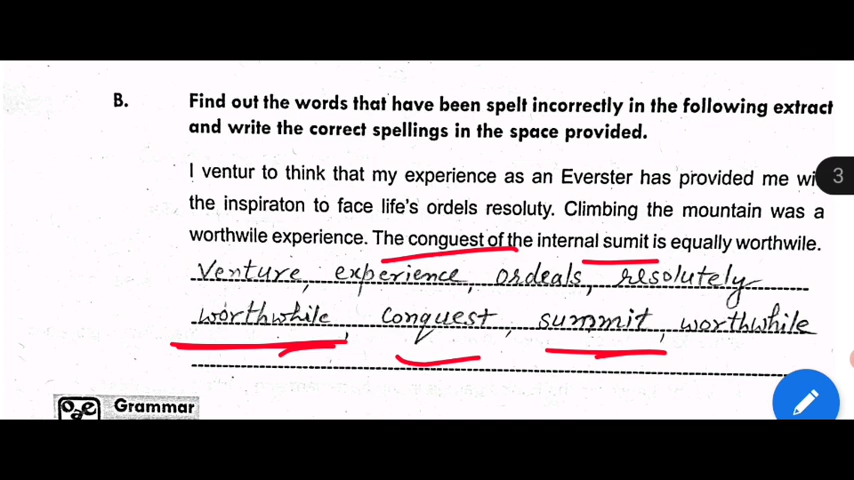 B. Find out the words that have been spelt incorrectly in the following extract
and write the correct spellings in the space provided.
I ventur to think that my experience as an Everster has provided me wi
3
the inspiraton to face life's ordels resoluty. Climbing the mountain was a
worthwile experience. The conguest of the internal sumit is equally worthwile.
Venture, experience, ordeals, resolutely
worthwhile, conquest, summit, worthwhile
Grammar